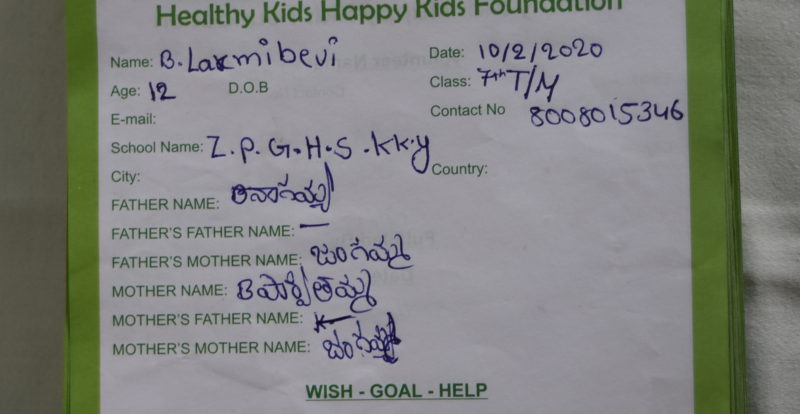 Healthy Kids Happy Kids Foundation
Name: B. Laxmibevi Date: 10/2/2020
Age: 12 D.O.B Class: 7th T/M
E-mail: Contact No 8008015346
School Name: Z.P.G.H.S.KK.y
City: Country:
FATHER NAME:
FATHER'S FATHER NAME: —
FATHER'S MOTHER NAME: జంగమ్మ
MOTHER NAME: B పార్వతమ్మ
MOTHER'S FATHER NAME:
MOTHER'S MOTHER NAME:
WISH - GOAL - HELP